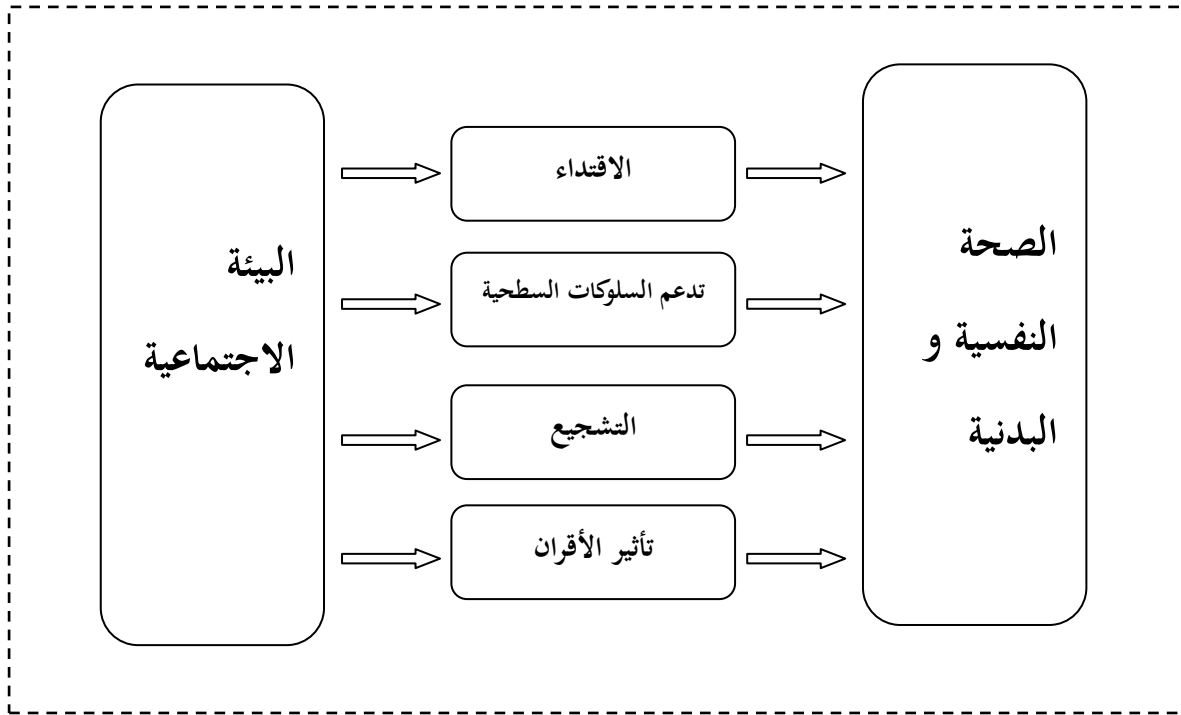 البيئة
الاجتماعية
الاقتداء
تدعم السلوكات السطحية
التشجيع
تأثير الأقران
الصحة
النفسية و
البدنية